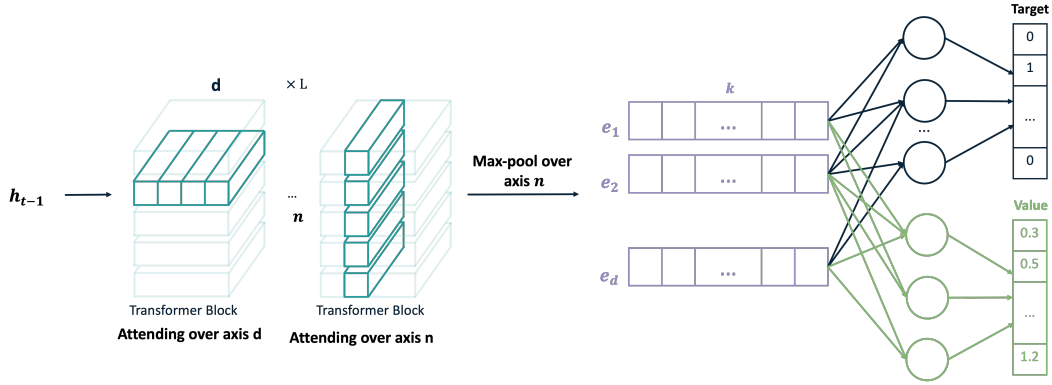 d
× L
h_{t-1}
...
n
Transformer Block
Attending over axis d
Transformer Block
Attending over axis n
Max-pool over
axis n
k
e_1
...
e_2
...
e_d
...
...
Target
0
1
...
0
Value
0.3
0.5
...
1.2